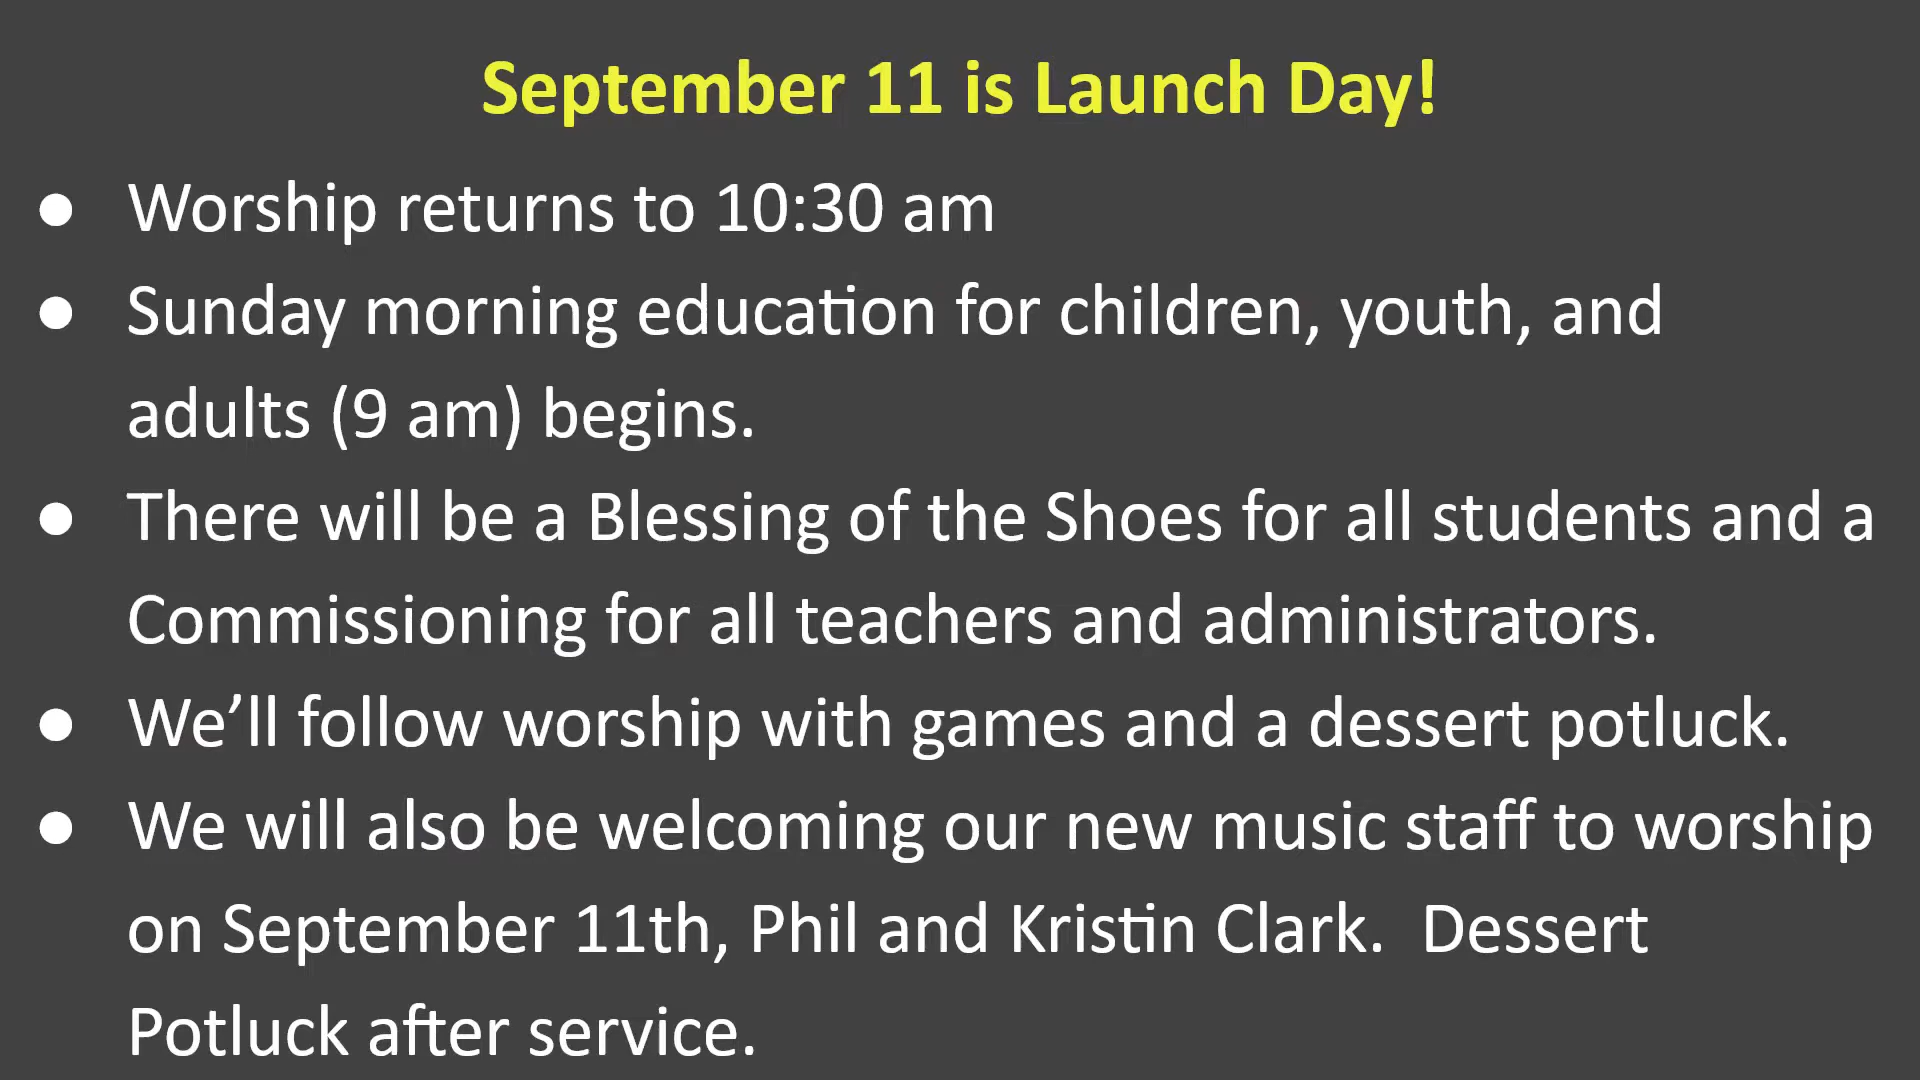 September 11 is Launch Day!
● Worship returns to 10:30 am
● Sunday morning education for children, youth, and
adults (9 am) begins.
● There will be a Blessing of the Shoes for all students and a
Commissioning for all teachers and administrators.
● We’ll follow worship with games and a dessert potluck.
● We will also be welcoming our new music staff to worship
on September 11th, Phil and Kristin Clark.  Dessert
Potluck after service.